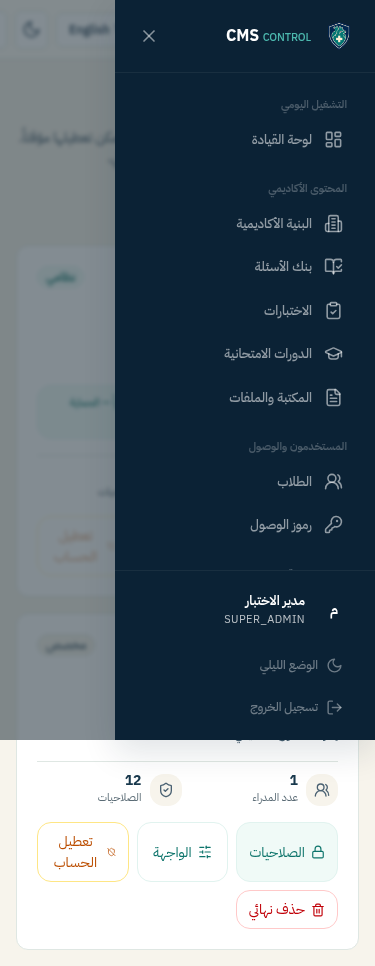 CMS CONTROL
English
التشغيل اليومي
لوحة القيادة
المحتوى الأكاديمي
البنية الأكاديمية
بنك الأسئلة
الاختبارات
الدورات الامتحانية
المكتبة والملفات
المستخدمون والوصول
الطلاب
رموز الوصول
م
مدير الاختبار
SUPER_ADMIN
الوضع الليلي
تسجيل الخروج
1
عدد المدراء
12
الصلاحيات
الصلاحيات
الواجهة
تعطيل
الحساب
حذف نهائي